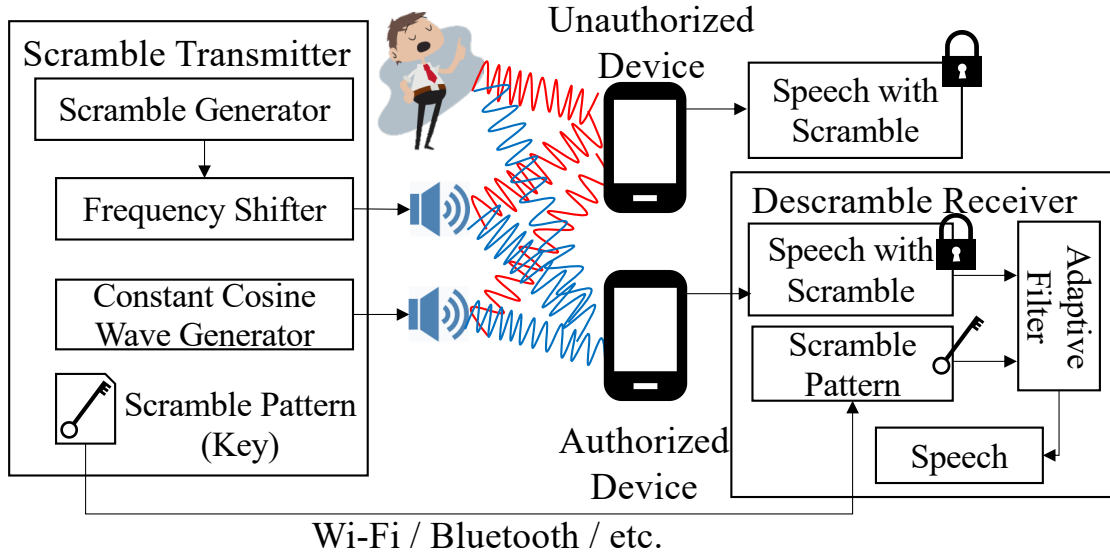 Scramble Transmitter
Scramble Generator
Frequency Shifter
Constant Cosine
Wave Generator
Scramble Pattern
(Key)
Unauthorized
Device
Speech with
Scramble
Descramble Receiver
Speech with
Scramble
Scramble
Pattern
Adaptive
Filter
Speech
Authorized
Device
Wi-Fi / Bluetooth / etc.